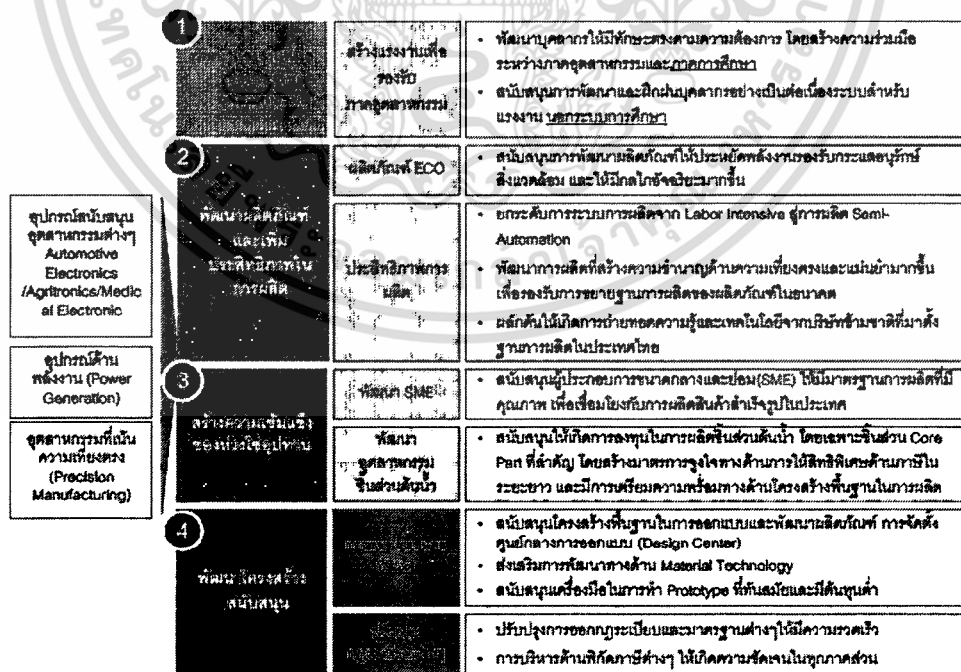 อุปกรณ์สนับสนุน
อุตสาหกรรมต่างๆ
Automotive
Electronics
/Agritronics/Medic
al Electronic
อุปกรณ์ด้าน
พลังงาน (Power
Generation)
อุตสาหกรรมที่เน้น
ความเที่ยงตรง
(Precision
Manufacturing)
1
สร้างแรงงานเพื่อ
รองรับ
ภาคอุตสาหกรรม
• พัฒนาบุคลากรให้มีทักษะตรงตามความต้องการ โดยสร้างความร่วมมือ
ระหว่างภาคอุตสาหกรรมและภาคการศึกษา
• สนับสนุนการพัฒนาและฝึกฝนบุคลากรอย่างเป็นต่อเนื่องระบบสำหรับ
แรงงาน นอกระบบการศึกษา
2
พัฒนาผลิตภัณฑ์
และเพิ่ม
ประสิทธิภาพใน
การผลิต
ผลิตภัณฑ์ ECO
• สนับสนุนการพัฒนาผลิตภัณฑ์ให้ประหยัดพลังงานรองรับกระแสอนุรักษ์
สิ่งแวดล้อม และให้มีกลไกอัจฉริยะมากขึ้น
ประสิทธิภาพการ
ผลิต
• ยกระดับการระบบการผลิตจาก Labor Intensive สู่การผลิต Semi-
Automation
• พัฒนาการผลิตที่สร้างความชำนาญด้านความเที่ยงตรงและแม่นยำมากขึ้น
เพื่อรองรับการขยายฐานการผลิตของผลิตภัณฑ์ในอนาคต
• ผลักดันให้เกิดการถ่ายทอดความรู้และเทคโนโลยีจากบริษัทข้ามชาติที่มาตั้ง
ฐานการผลิตในประเทศไทย
3
สร้างความเข้มแข็ง
ของห่วงโซ่อุปทาน
พัฒนา SME
• สนับสนุนผู้ประกอบการขนาดกลางและย่อม(SME) ให้มีมาตรฐานการผลิตที่มี
คุณภาพ เพื่อเชื่อมโยงกับการผลิตสินค้าสำเร็จรูปในประเทศ
พัฒนา
อุตสาหกรรม
ชิ้นส่วนต้นน้ำ
• สนับสนุนให้เกิดการลงทุนในการผลิตชิ้นส่วนต้นน้ำ โดยเฉพาะชิ้นส่วน Core
Part ที่สำคัญ โดยสร้างมาตรการจูงใจทางด้านการให้สิทธิพิเศษด้านภาษีใน
ระยะยาว และมีการเตรียมความพร้อมทางด้านโครงสร้างพื้นฐานในการผลิต
4
พัฒนาโครงสร้าง
สนับสนุน
• สนับสนุนโครงสร้างพื้นฐานในการออกแบบและพัฒนาผลิตภัณฑ์ การจัดตั้ง
ศูนย์กลางการออกแบบ (Design Center)
• ส่งเสริมการพัฒนาทางด้าน Material Technology
• สนับสนุนเครื่องมือในการทำ Prototype ที่ทันสมัยและมีต้นทุนต่ำ
• ปรับปรุงการออกกฎระเบียบและมาตรฐานต่างๆให้มีความรวดเร็ว
• การบริหารด้านพิกัดภาษีต่างๆ ให้เกิดความชัดเจนในทุกภาคส่วน